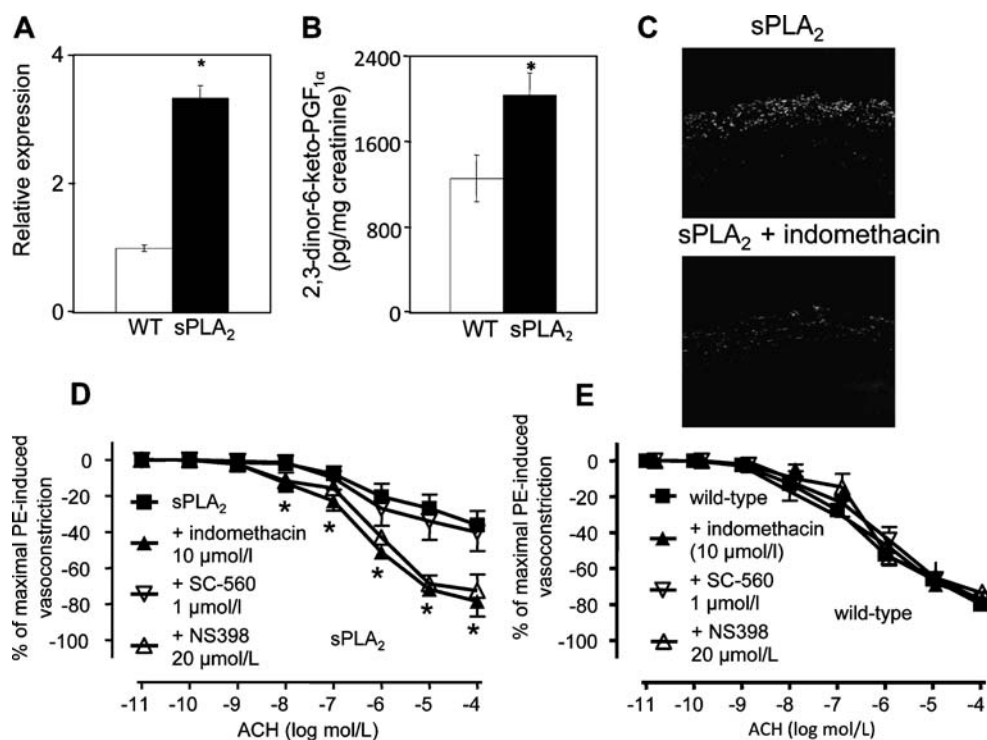 A
Relative expression
4
2
0
*
WT sPLA₂
B
2,3-dinor-6-keto-PGF₁α
(pg/mg creatinine)
2400
1600
800
0
*
WT sPLA₂
C
sPLA₂
sPLA₂ + indomethacin
D
% of maximal PE-induced
vasoconstriction
0
-20
-40
-60
-80
-100
sPLA₂
+ indomethacin
10 µmol/l
+ SC-560
1 µmol/l
+ NS398
20 µmol/L
* * * * *
sPLA₂
-11 -10 -9 -8 -7 -6 -5 -4
ACH (log mol/L)
E
% of maximal PE-induced
vasoconstriction
0
-20
-40
-60
-80
-100
wild-type
+ indomethacin
(10 µmol/l)
+ SC-560
1 µmol/l
+ NS398
20 µmol/L
wild-type
-11 -10 -9 -8 -7 -6 -5 -4
ACH (log mol/L)